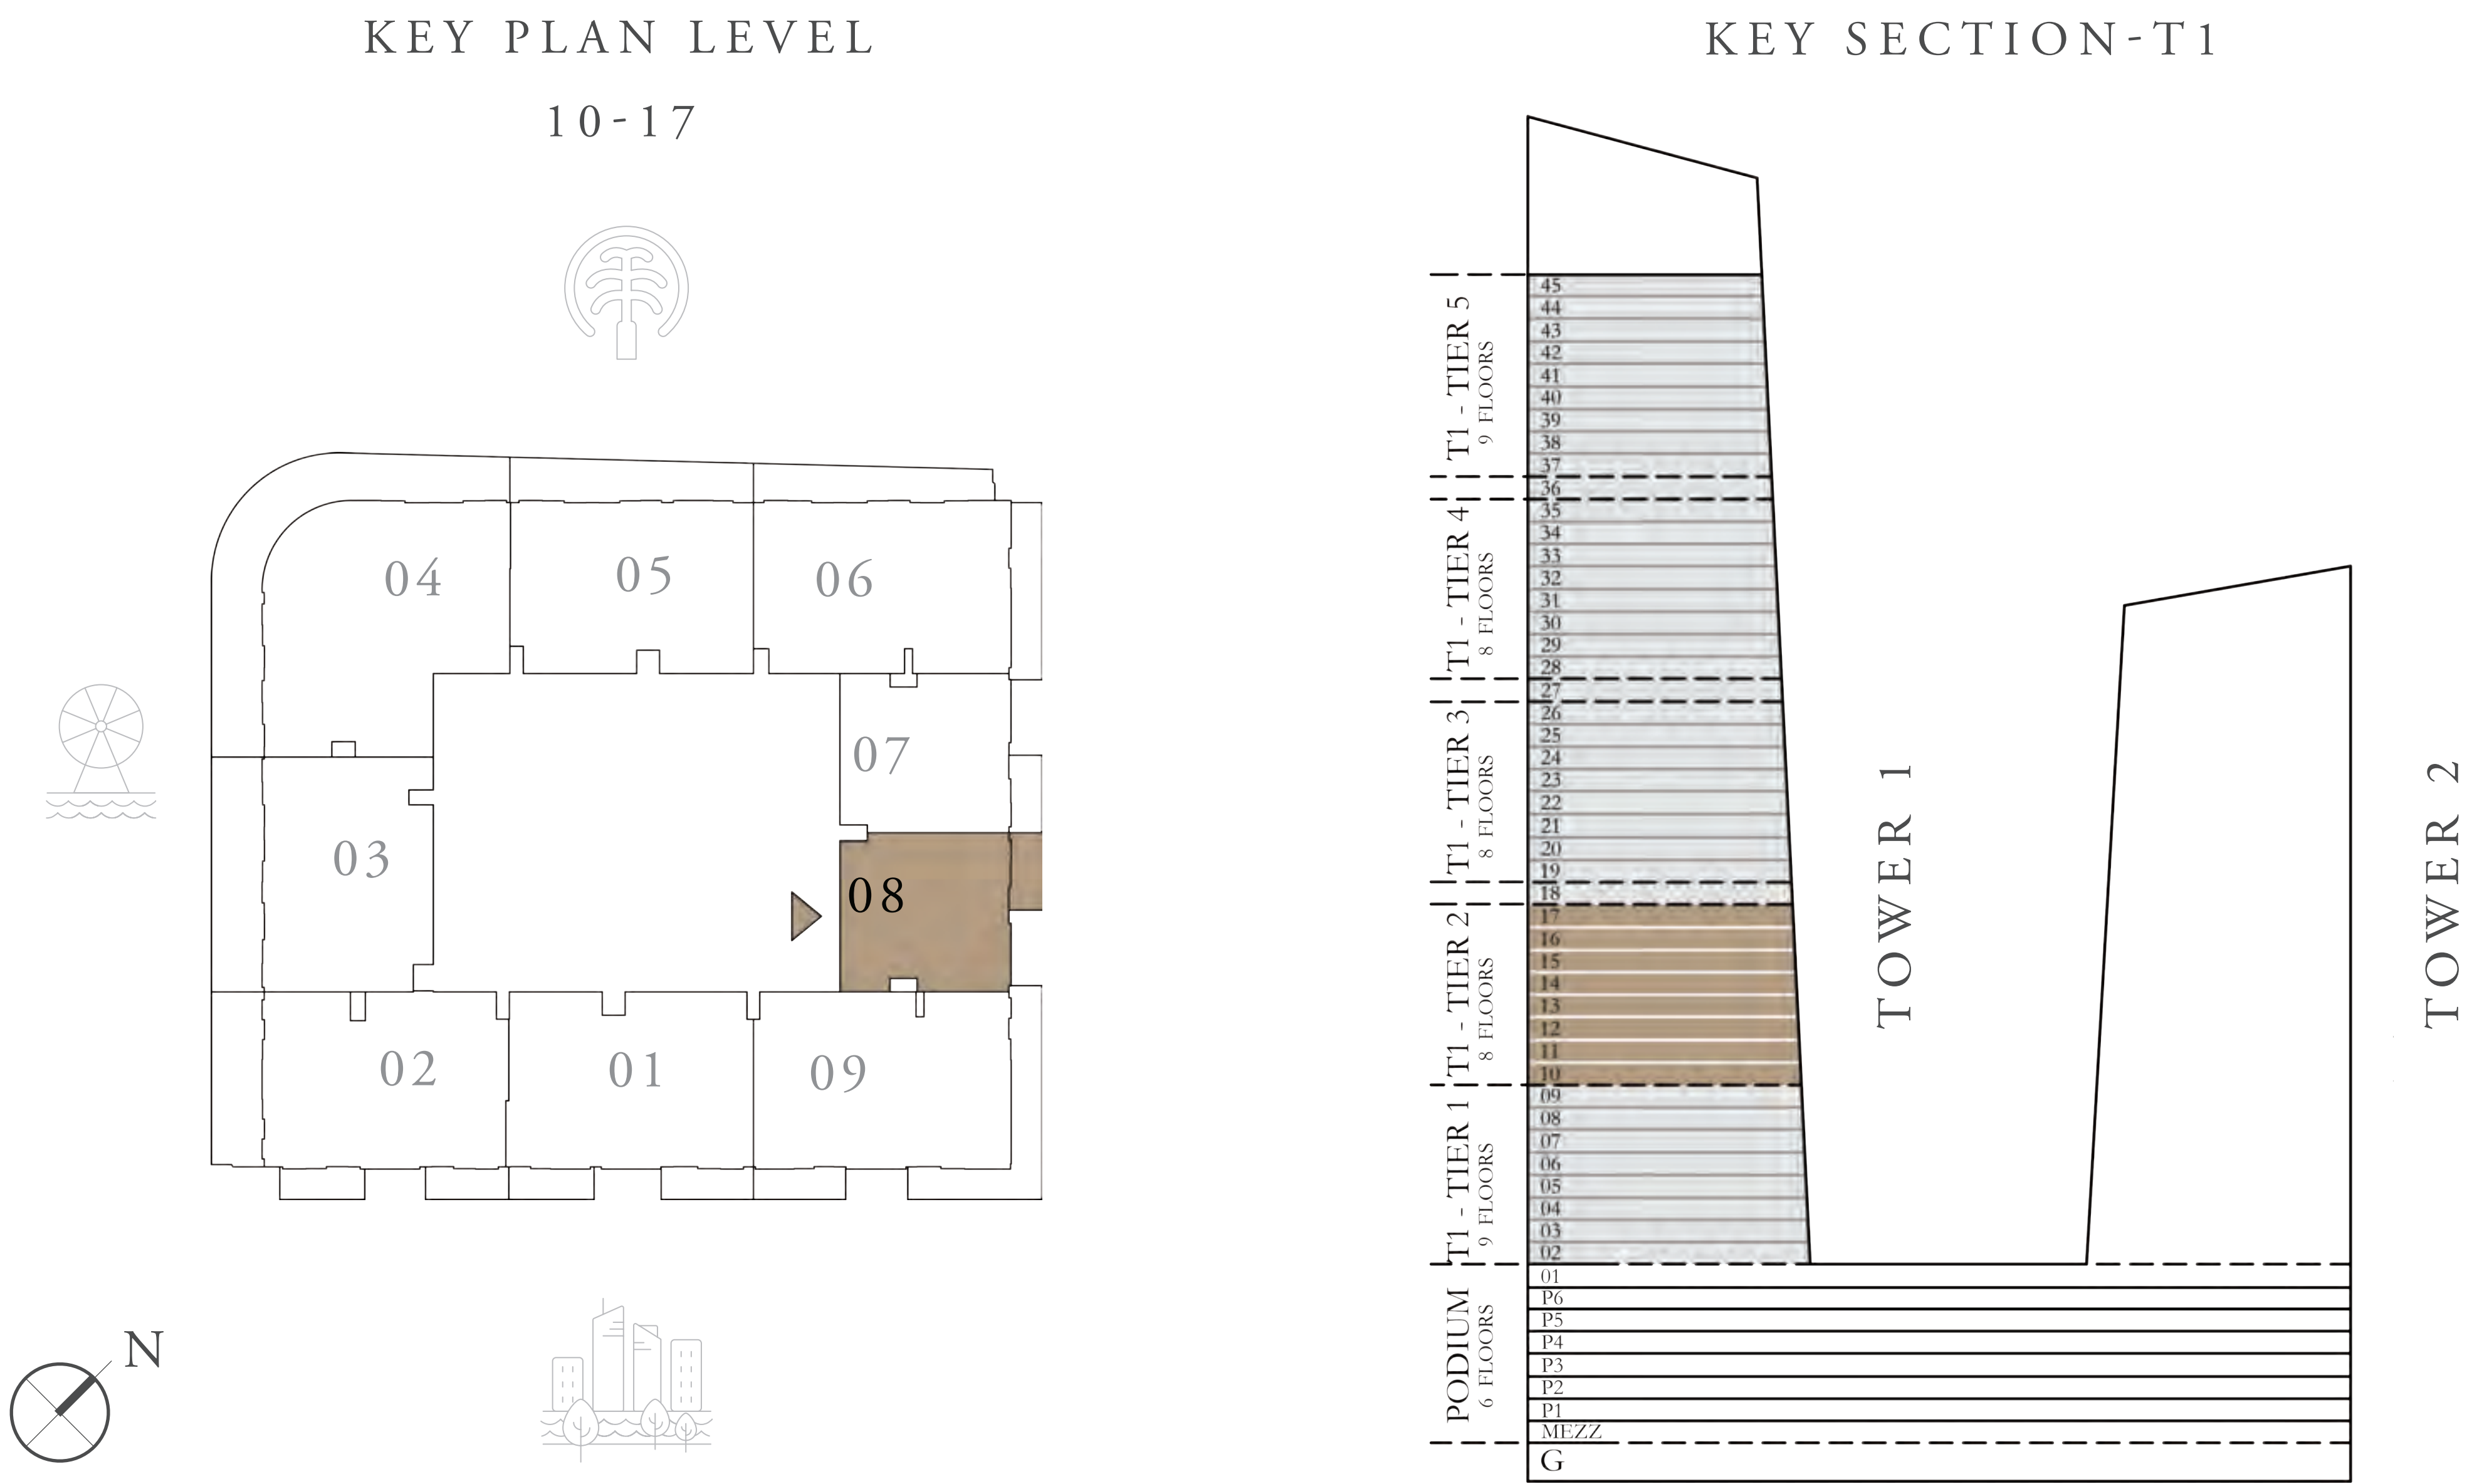 KEY PLAN LEVEL
10-17
04
05
06
07
03
08
02
01
09
N
KEY SECTION-T1
T1 - TIER 5
9 FLOORS
T1 - TIER 4
8 FLOORS
T1 - TIER 3
8 FLOORS
T1 - TIER 2
8 FLOORS
T1 - TIER 1
9 FLOORS
PODIUM
6 FLOORS
45
44
43
42
41
40
39
38
37
36
35
34
33
32
31
30
29
28
27
26
25
24
23
22
21
20
19
18
17
16
15
14
13
12
11
10
09
08
07
06
05
04
03
02
01
P6
P5
P4
P3
P2
P1
MEZZ
G
TOWER 1
TOWER 2